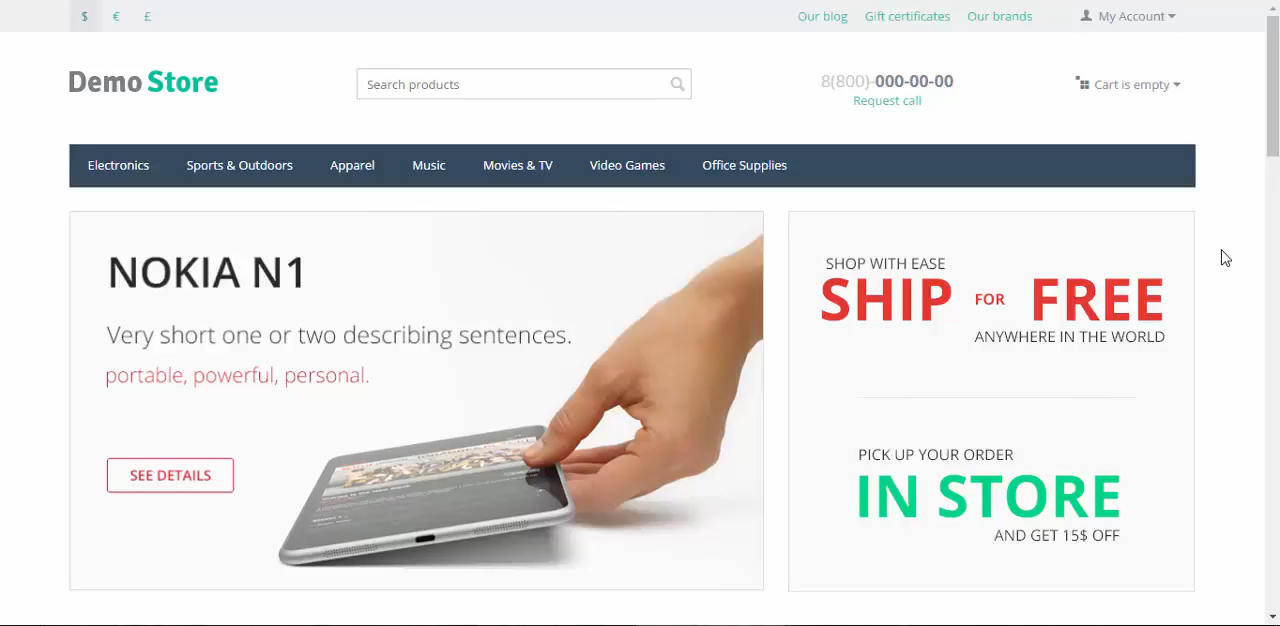 $ € £ Our blog Gift certificates Our brands My Account
Demo Store Search products 8(800)-000-00-00 Cart is empty
Request call
Electronics Sports & Outdoors Apparel Music Movies & TV Video Games Office Supplies
NOKIA N1
Very short one or two describing sentences.
portable, powerful, personal.
SEE DETAILS
SHOP WITH EASE
SHIP FOR FREE
ANYWHERE IN THE WORLD
PICK UP YOUR ORDER
IN STORE
AND GET 15$ OFF